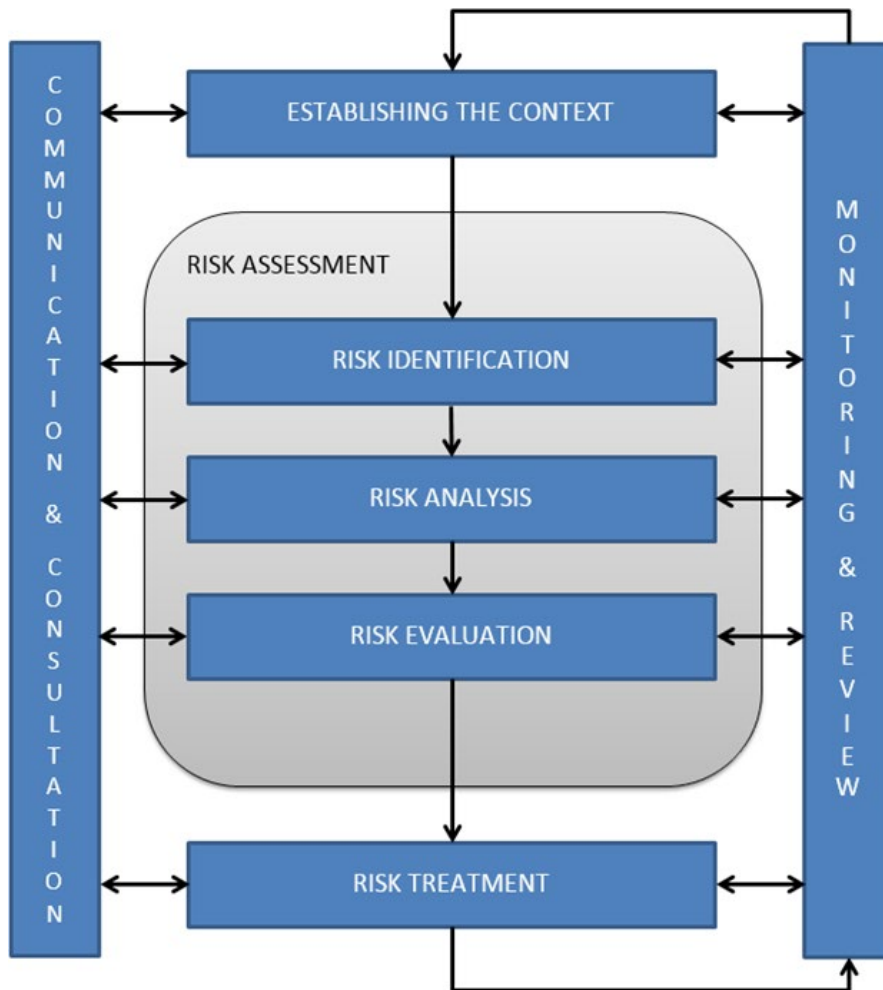 COMMUNICATION & CONSULTATION
ESTABLISHING THE CONTEXT
RISK ASSESSMENT
RISK IDENTIFICATION
RISK ANALYSIS
RISK EVALUATION
RISK TREATMENT
MONITORING & REVIEW